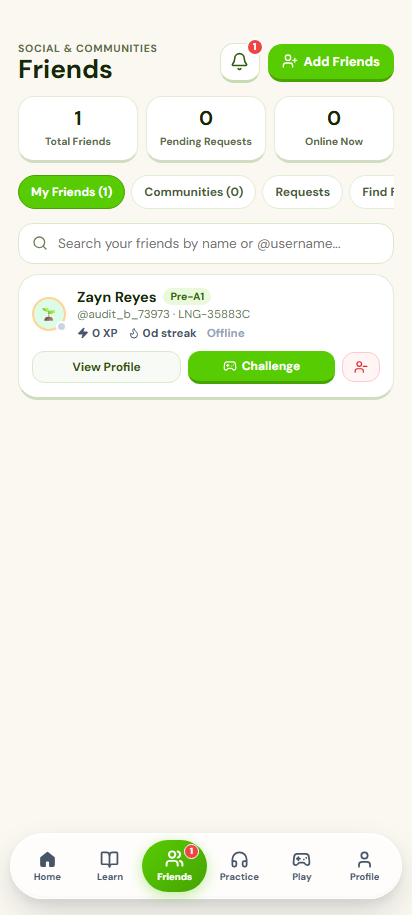 SOCIAL & COMMUNITIES
Friends
1
Add Friends
1
Total Friends
0
Pending Requests
0
Online Now
My Friends (1)
Communities (0)
Requests
Find F
Search your friends by name or @username...
Zayn Reyes
Pre-A1
@audit_b_73973 · LNG-35883C
0 XP
0d streak
Offline
View Profile
Challenge
Home
Learn
1
Friends
Practice
Play
Profile